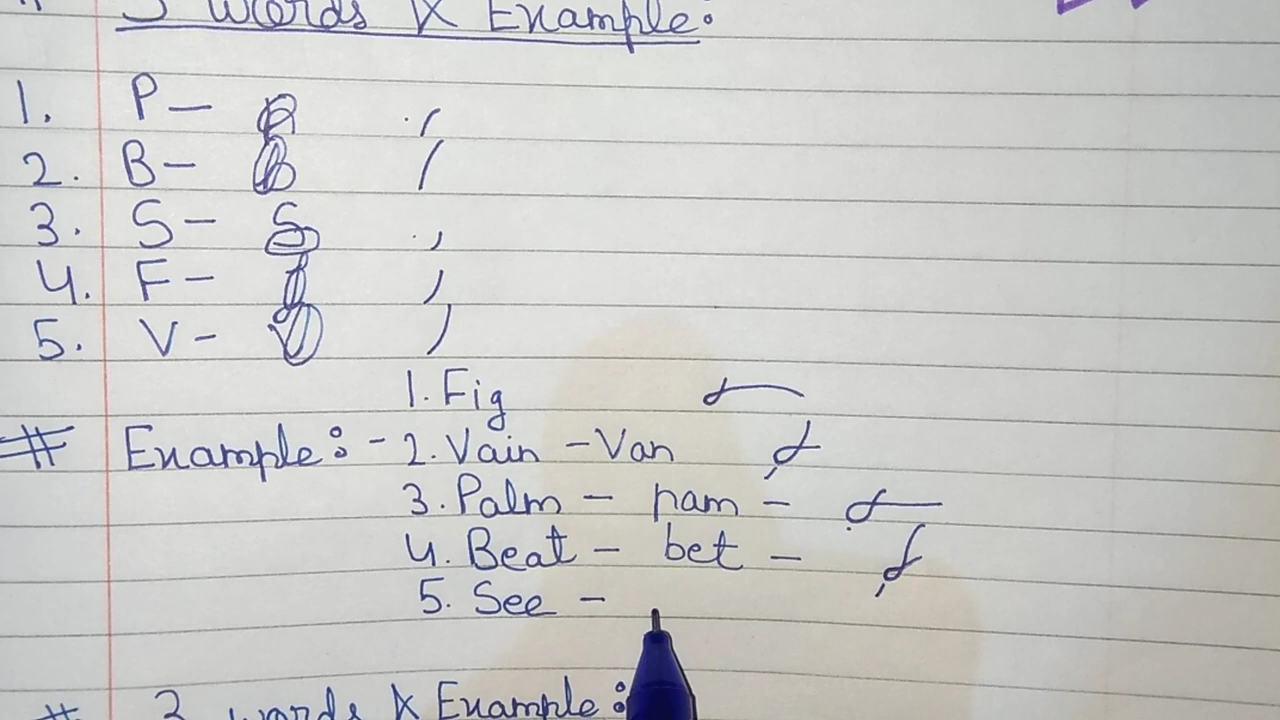 # 5 words & Example:
1. P -
2. B -
3. S - S
4. F -
5. V - V
1. Fig
# Example: - 2. Vain - Van
3. Palm - pam -
4. Beat - bet -
5. See -
# 3 words & Example: